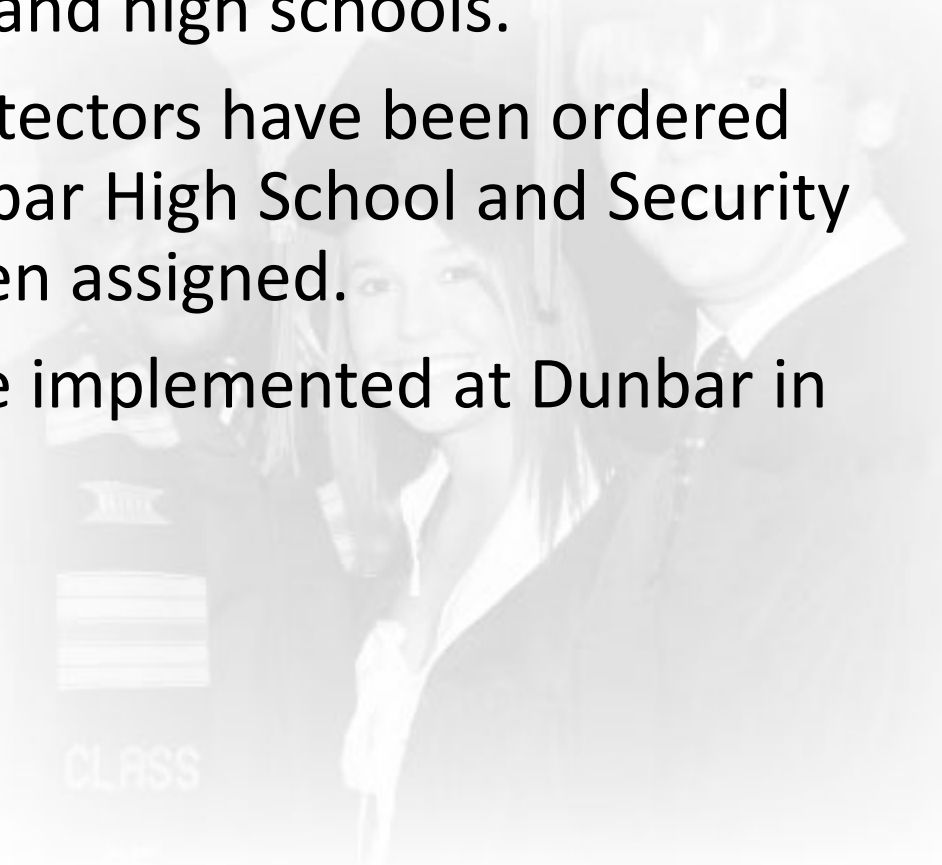 and high schools.
tectors have been ordered
bar High School and Security
en assigned.
e implemented at Dunbar in
CLASS